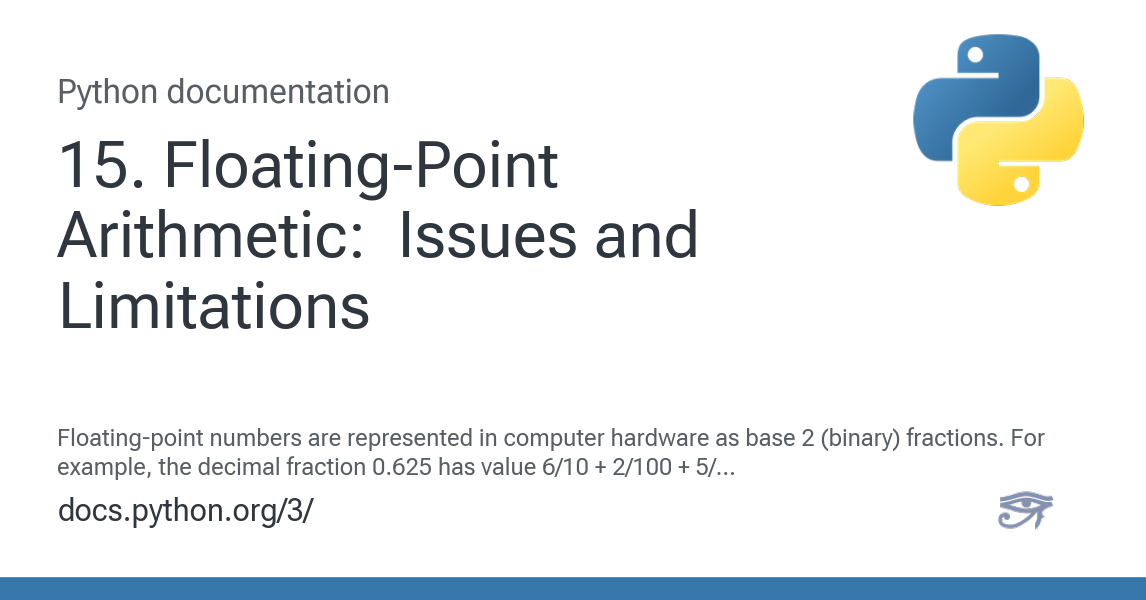 Python documentation
15. Floating-Point
Arithmetic:  Issues and
Limitations
Floating-point numbers are represented in computer hardware as base 2 (binary) fractions. For
example, the decimal fraction 0.625 has value 6/10 + 2/100 + 5/...
docs.python.org/3/